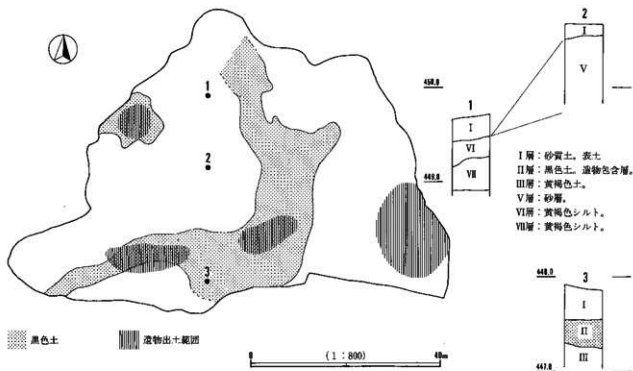 2
I
V
450.0
1
I
VI
VII
449.0
1
2
3
I層:砂質土。表土
II層:黒色土。遺物包含層。
III層:黄褐色土。
V層:砂層。
VI層:黄褐色シルト。
VII層:黄褐色シルト。
448.0
3
I
II
III
447.0
黒色土
遺物出土範囲
(1:800)
0
40m